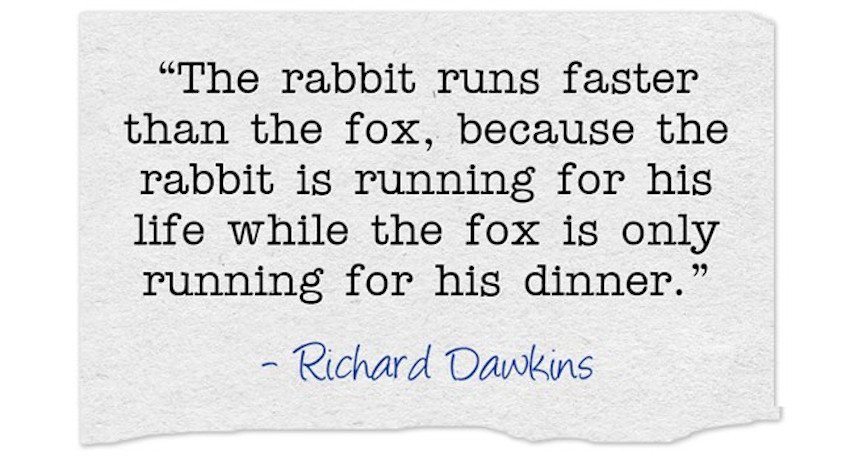 “The rabbit runs faster
than the fox, because the
rabbit is running for his
life while the fox is only
running for his dinner.”
- Richard Dawkins